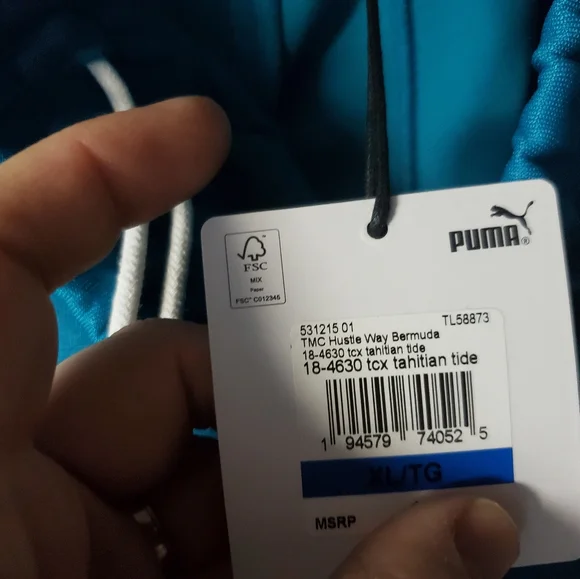 PUMA®
FSC
MIX
Paper
FSC® C012345
531215 01
TL58873
TMC Hustle Way Bermuda
18-4630 tcx tahitian tide
18-4630 tcx tahitian tide
1 94579 74052 5
XL/TG
MSRP